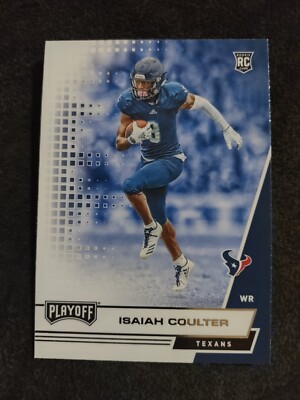 RC
WR
PLAYOFF
ISAIAH COULTER
TEXANS